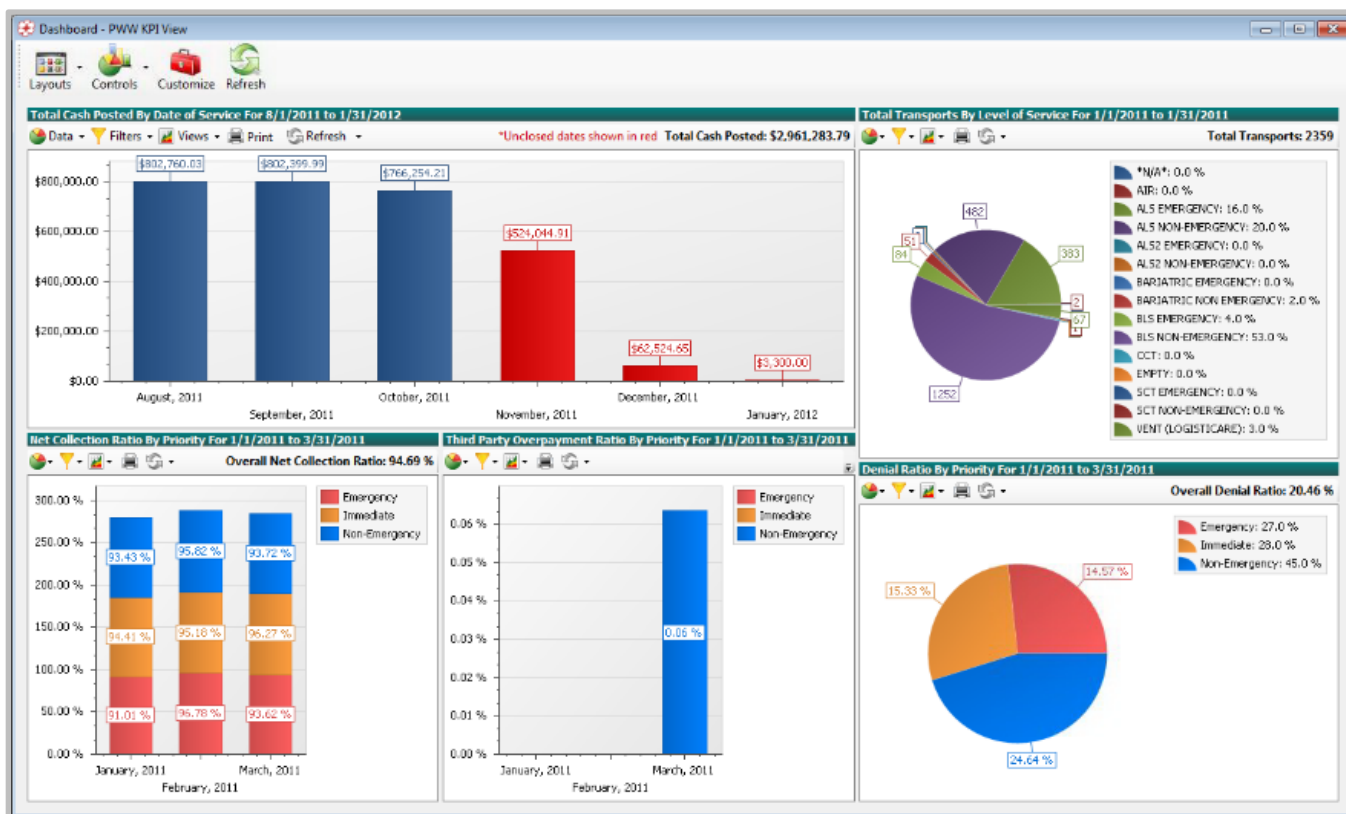 Dashboard - PWW KPI View
Layouts Controls Customize Refresh
Total Cash Posted By Date of Service For 8/1/2011 to 1/31/2012
Data Filters Views Print Refresh *Unclosed dates shown in red Total Cash Posted: $2,961,283.79
$802,760.03 $802,399.99
$766,254.21
$800,000.00
$600,000.00
$524,044.91
$400,000.00
$200,000.00
$62,524.65
$3,300.00
$0.00
August, 2011 October, 2011 December, 2011
September, 2011 November, 2011 January, 2012
Total Transports By Level of Service For 1/1/2011 to 1/31/2011
Total Transports: 2359
482
383
51
84
2
67
1252
*N/A*: 0.0 %
AIR: 0.0 %
ALS EMERGENCY: 16.0 %
ALS NON-EMERGENCY: 20.0 %
ALS2 EMERGENCY: 0.0 %
ALS2 NON-EMERGENCY: 0.0 %
BARIATRIC EMERGENCY: 0.0 %
BARIATRIC NON EMERGENCY: 2.0 %
BLS EMERGENCY: 4.0 %
BLS NON-EMERGENCY: 53.0 %
CCT: 0.0 %
EMPTY: 0.0 %
SCT EMERGENCY: 0.0 %
SCT NON-EMERGENCY: 0.0 %
VENT (LOGISTICARE): 3.0 %
Net Collection Ratio By Priority For 1/1/2011 to 3/31/2011
Overall Net Collection Ratio: 94.69 %
300.00 %
250.00 %
200.00 %
150.00 %
100.00 %
50.00 %
0.00 %
93.43 % 95.82 % 93.72 %
94.41 % 95.18 % 96.27 %
91.01 % 96.78 % 93.62 %
Emergency
Immediate
Non-Emergency
January, 2011 March, 2011
February, 2011
Third Party Overpayment Ratio By Priority For 1/1/2011 to 3/31/2011
0.06 %
0.05 %
0.04 %
0.03 %
0.02 %
0.01 %
0.00 %
0.06 %
Emergency
Immediate
Non-Emergency
January, 2011 March, 2011
February, 2011
Denial Ratio By Priority For 1/1/2011 to 3/31/2011
Overall Denial Ratio: 20.46 %
Emergency: 27.0 %
Immediate: 28.0 %
Non-Emergency: 45.0 %
14.57 %
15.33 %
24.64 %